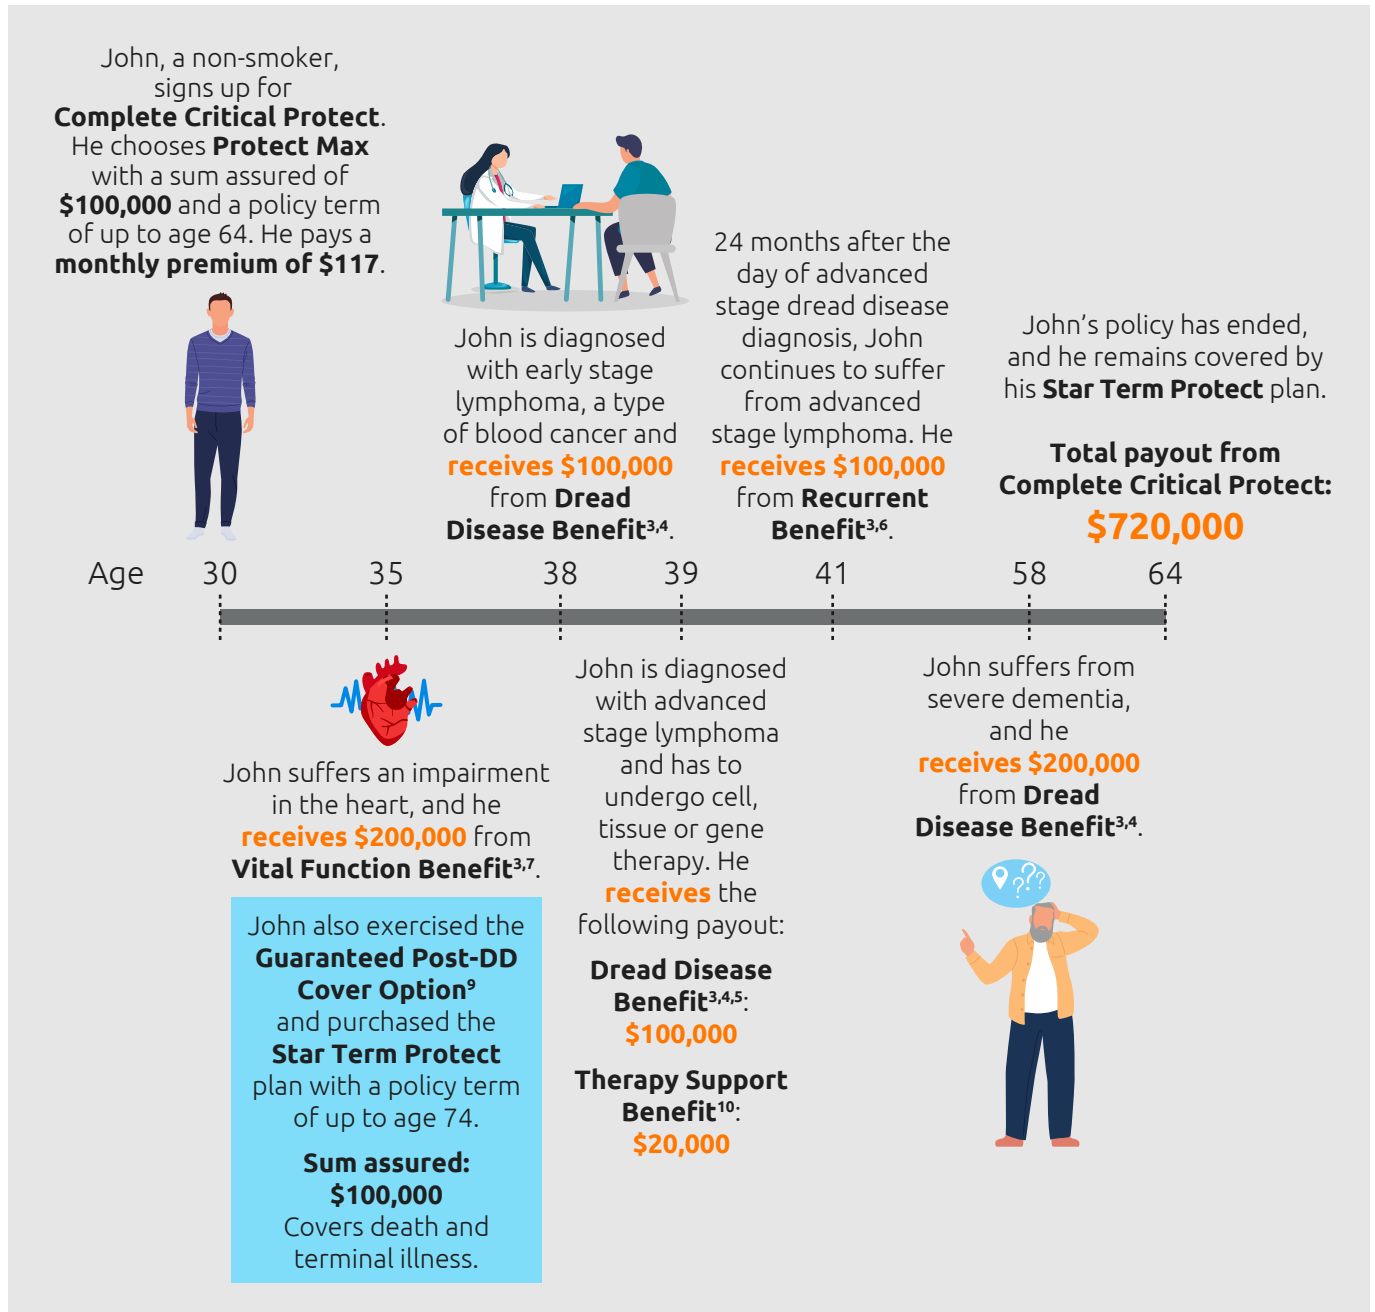 John, a non-smoker,
signs up for
Complete Critical Protect.
He chooses Protect Max
with a sum assured of
$100,000 and a policy term
of up to age 64. He pays a
monthly premium of $117.
John is diagnosed
with early stage
lymphoma, a type
of blood cancer and
receives $100,000
from Dread
Disease Benefit3,4.
24 months after the
day of advanced
stage dread disease
diagnosis, John
continues to suffer
from advanced
stage lymphoma. He
receives $100,000
from Recurrent
Benefit3,6.
John’s policy has ended,
and he remains covered by
his Star Term Protect plan.
Total payout from
Complete Critical Protect:
$720,000
Age 30 35 38 39 41 58 64
John suffers an impairment
in the heart, and he
receives $200,000 from
Vital Function Benefit3,7.
John also exercised the
Guaranteed Post-DD
Cover Option9
and purchased the
Star Term Protect
plan with a policy term
of up to age 74.
Sum assured:
$100,000
Covers death and
terminal illness.
John is diagnosed
with advanced
stage lymphoma
and has to
undergo cell,
tissue or gene
therapy. He
receives the
following payout:
Dread Disease
Benefit3,4,5:
$100,000
Therapy Support
Benefit10:
$20,000
John suffers from
severe dementia,
and he
receives $200,000
from Dread
Disease Benefit3,4.
???